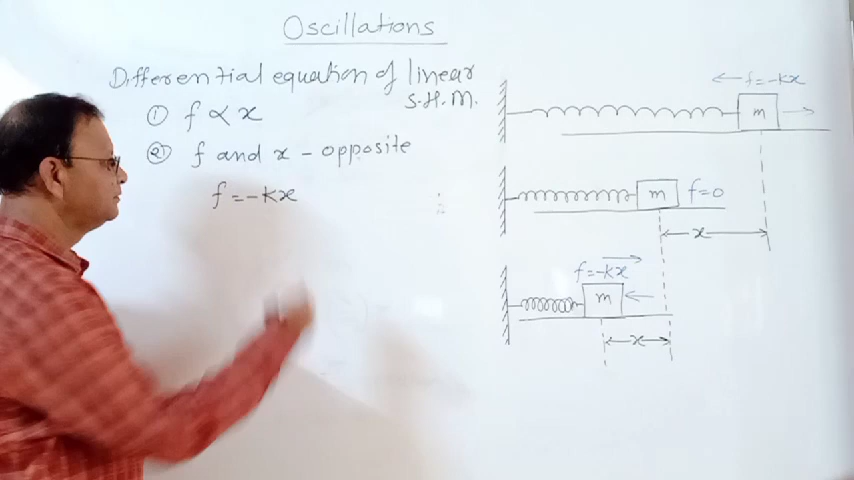 Oscillations
Differential equation of linear
S.H.M.
① f ∝ x
② f and x - opposite
f = -kx
f = -kx
m
m f = 0
x
f = -kx
m
x